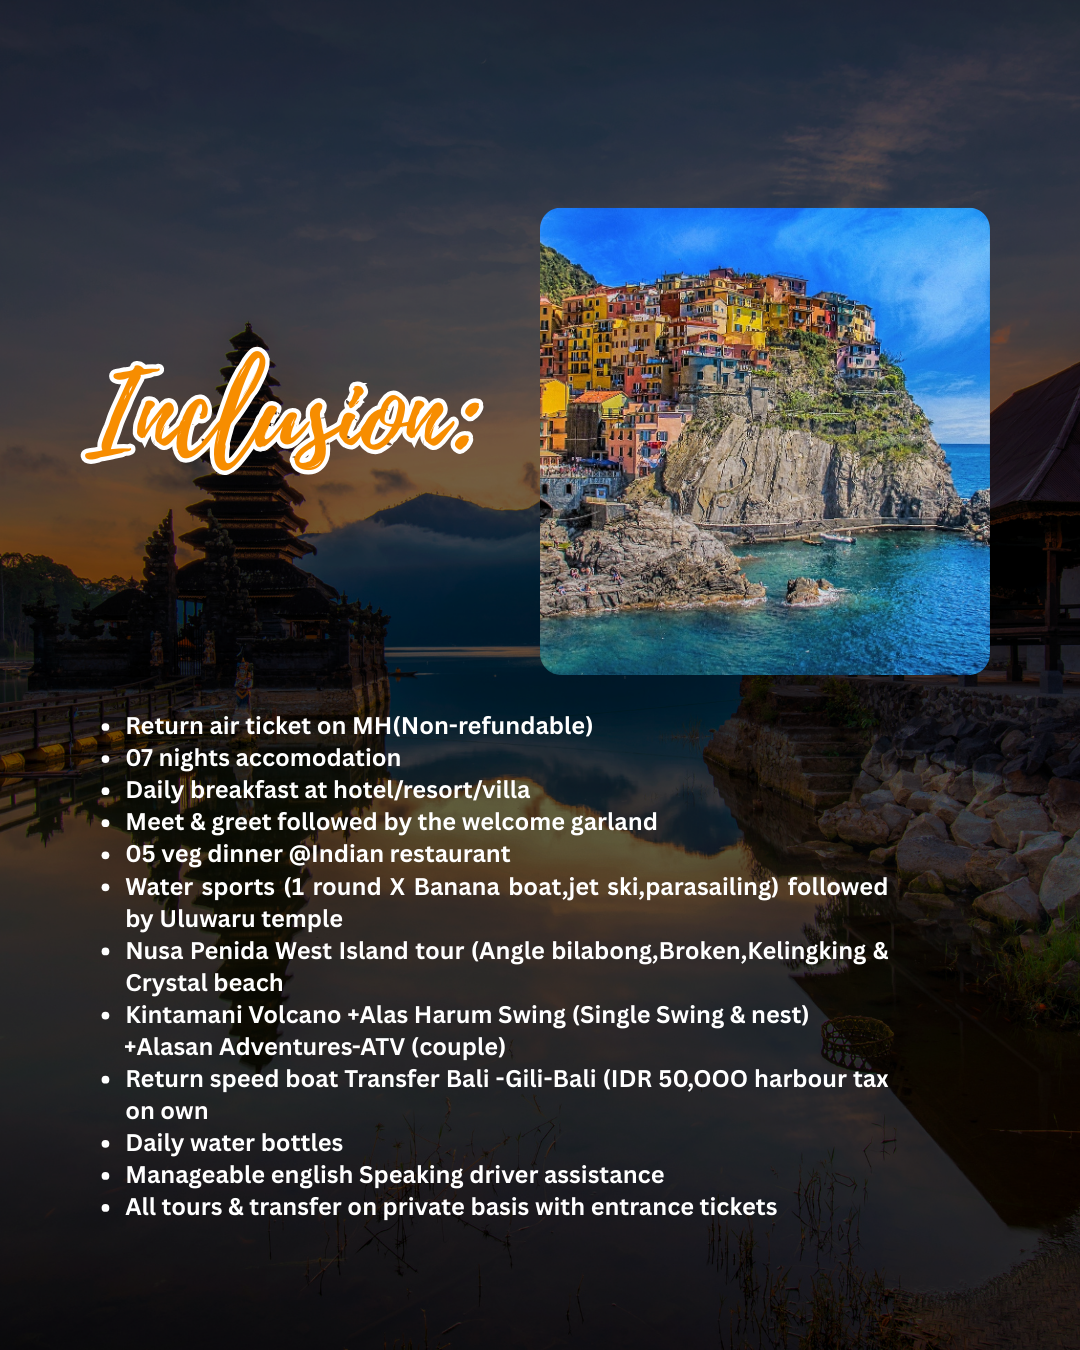 Inclusion:
• Return air ticket on MH(Non-refundable)
• 07 nights accomodation
• Daily breakfast at hotel/resort/villa
• Meet & greet followed by the welcome garland
• 05 veg dinner @Indian restaurant
• Water sports (1 round X Banana boat,jet ski,parasailing) followed
by Uluwaru temple
• Nusa Penida West Island tour (Angle bilabong,Broken,Kelingking &
Crystal beach
• Kintamani Volcano +Alas Harum Swing (Single Swing & nest)
+Alasan Adventures-ATV (couple)
• Return speed boat Transfer Bali -Gili-Bali (IDR 50,OOO harbour tax
on own
• Daily water bottles
• Manageable english Speaking driver assistance
• All tours & transfer on private basis with entrance tickets